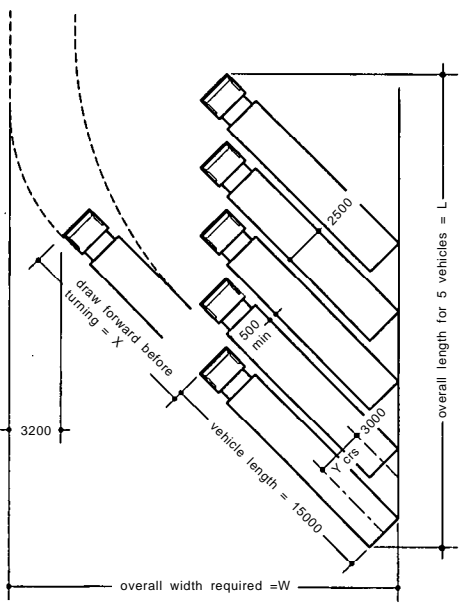 2500
overall length for 5 vehicles = L
draw forward before
turning = X
500
min
3200
3000
Y crs
vehicle length = 15000
overall width required =W